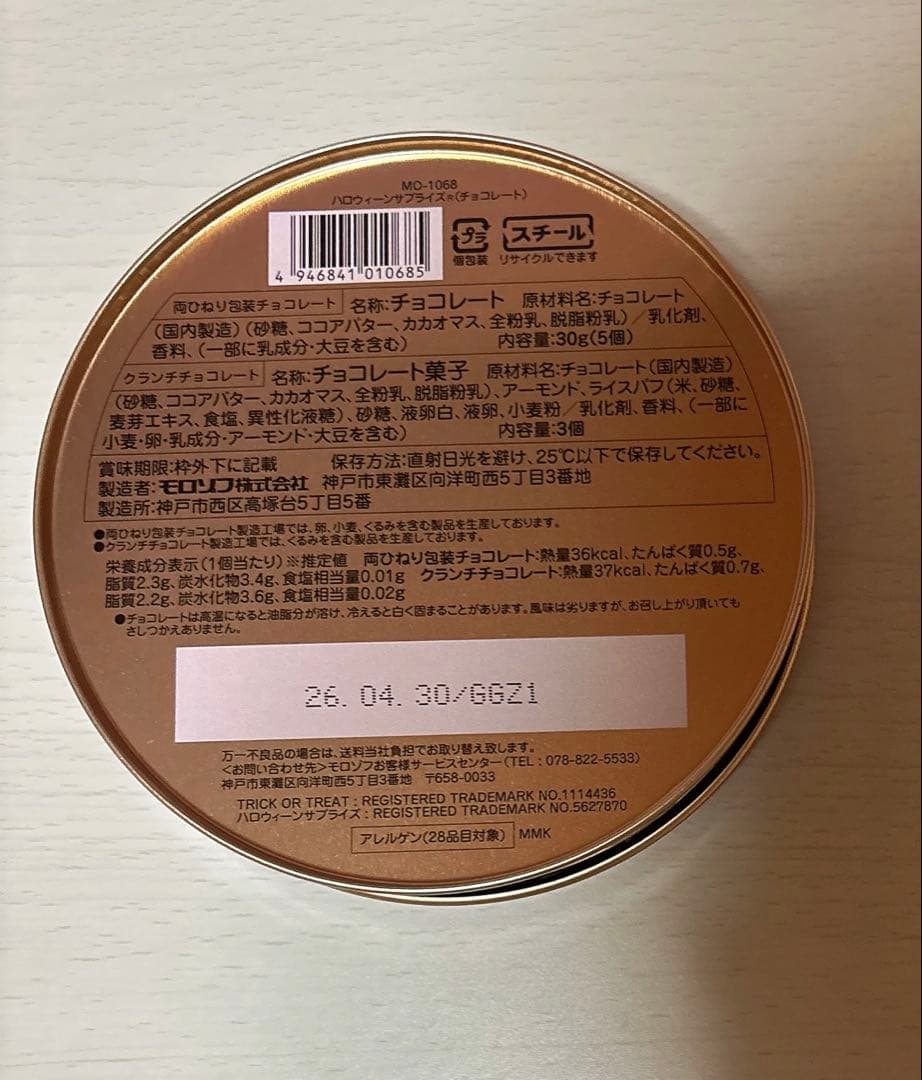 MO-1068
ハロウィーンサプライズ®(チョコレート)
プラ スチール
個包装 リサイクルできます
4 946841 010685
両ひねり包装チョコレート 名称:チョコレート 原材料名:チョコレート
(国内製造)(砂糖、ココアバター、カカオマス、全粉乳、脱脂粉乳)/乳化剤、
香料、(一部に乳成分・大豆を含む) 内容量:30g(5個)
クランチチョコレート 名称:チョコレート菓子 原材料名:チョコレート(国内製造)
(砂糖、ココアバター、カカオマス、全粉乳、脱脂粉乳)、アーモンド、ライスパフ(米、砂糖、
麦芽エキス、食塩、異性化液糖)、砂糖、液卵白、液卵、小麦粉/乳化剤、香料、(一部に
小麦・卵・乳成分・アーモンド・大豆を含む) 内容量:3個
賞味期限:枠外下に記載 保存方法:直射日光を避け、25℃以下で保存してください。
製造者:モロゾフ株式会社 神戸市東灘区向洋町西5丁目3番地
製造所:神戸市西区高塚台5丁目5番
●両ひねり包装チョコレート製造工場では、卵、小麦、くるみを含む製品を生産しております。
●クランチチョコレート製造工場では、くるみを含む製品を生産しております。
栄養成分表示(1個当たり)※推定値 両ひねり包装チョコレート:熱量36kcal、たんぱく質0.5g、
脂質2.3g、炭水化物3.4g、食塩相当量0.01g クランチチョコレート:熱量37kcal、たんぱく質0.7g、
脂質2.2g、炭水化物3.6g、食塩相当量0.02g
●チョコレートは高温になると油脂分が溶け、冷えると白く固まることがあります。風味は劣りますが、お召し上がり頂いても
さしつかえありません。
26.04.30/GGZ1
万一不良品の場合は、送料当社負担でお取り替え致します。
<お問い合わせ先>モロゾフお客様サービスセンター(TEL:078-822-5533)
神戸市東灘区向洋町西5丁目3番地 〒658-0033
TRICK OR TREAT : REGISTERED TRADEMARK NO.1114436
ハロウィーンサプライズ : REGISTERED TRADEMARK NO.5627870
アレルゲン(28品目対象) MMK